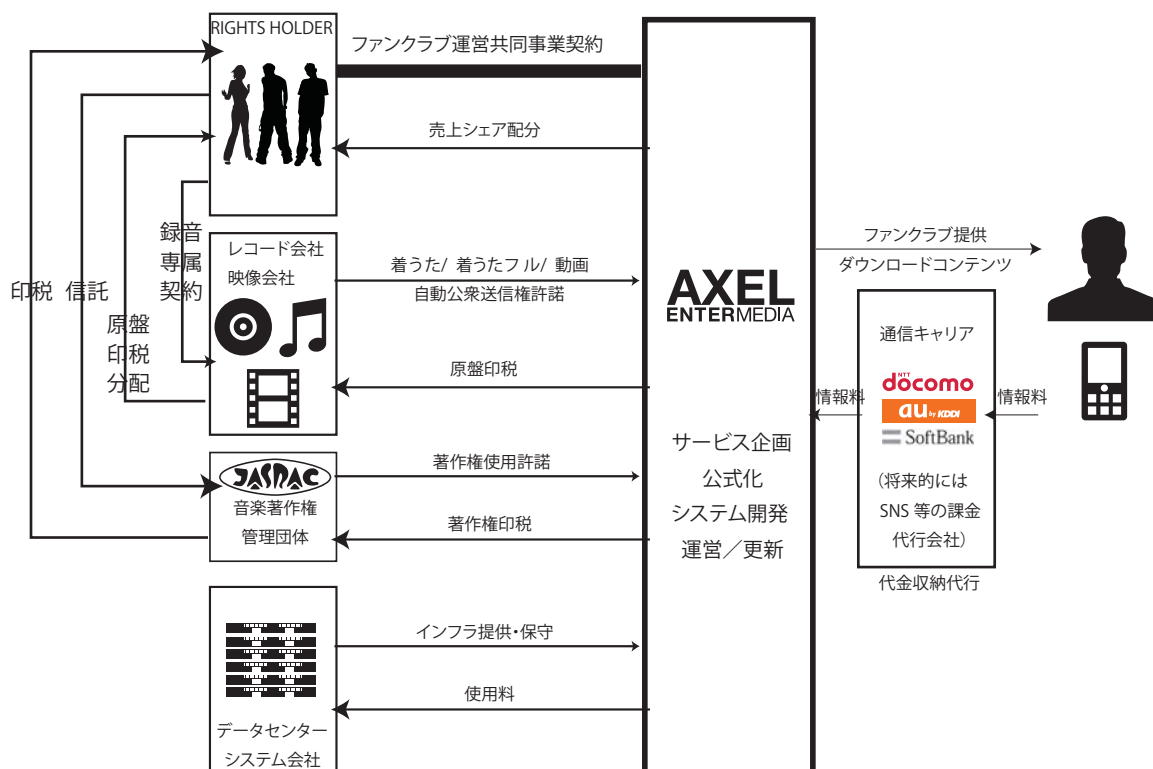 RIGHTS HOLDER
ファンクラブ運営共同事業契約
売上シェア配分
録音
専属
契約
印税
信託
原盤
印税
分配
レコード会社
映像会社
着うた/ 着うたフル/ 動画
自動公衆送信権許諾
原盤印税
JASRAC
音楽著作権
管理団体
著作権使用許諾
著作権印税
データセンター
システム会社
インフラ提供・保守
使用料
AXEL
ENTERMEDIA
サービス企画
公式化
システム開発
運営／更新
ファンクラブ提供
ダウンロードコンテンツ
通信キャリア
NTT
docomo
au by KDDI
SoftBank
(将来的には
SNS 等の課金
代行会社)
代金収納代行
情報料
情報料